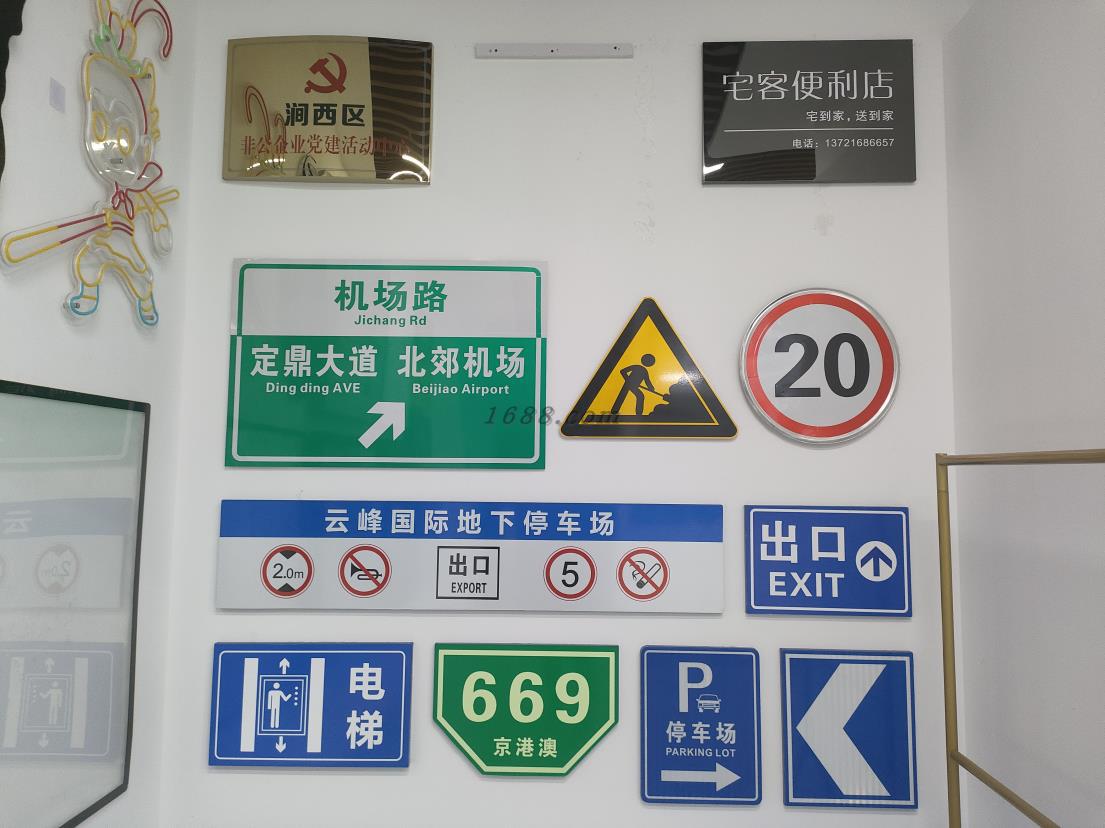 涧西区
非公企业党建活动中心
宅客便利店
宅到家，送到家
电话：13721686657
机场路
Jichang Rd
定鼎大道 北郊机场
Ding ding AVE Beijiao Airport
20
1688.com
云峰国际地下停车场
2.0m
出口
EXPORT
5
出口
EXIT
电梯
669
京港澳
P
停车场
PARKING LOT